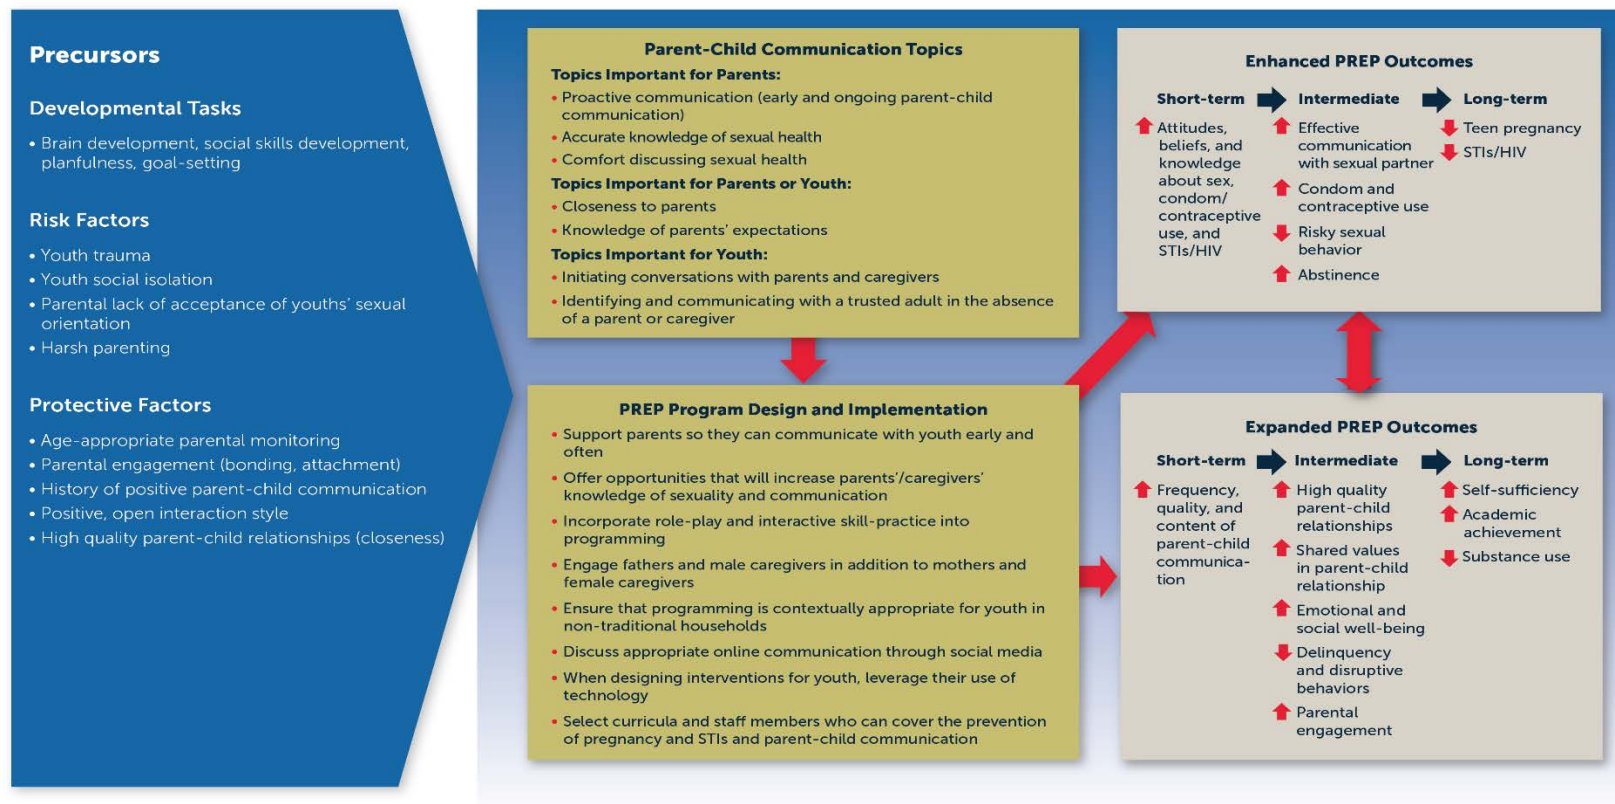 Precursors
Developmental Tasks
• Brain development, social skills development,
planfulness, goal-setting
Risk Factors
• Youth trauma
• Youth social isolation
• Parental lack of acceptance of youths' sexual
orientation
• Harsh parenting
Protective Factors
• Age-appropriate parental monitoring
• Parental engagement (bonding, attachment)
• History of positive parent-child communication
• Positive, open interaction style
• High quality parent-child relationships (closeness)
Parent-Child Communication Topics
Topics Important for Parents:
• Proactive communication (early and ongoing parent-child
communication)
• Accurate knowledge of sexual health
• Comfort discussing sexual health
Topics Important for Parents or Youth:
• Closeness to parents
• Knowledge of parents' expectations
Topics Important for Youth:
• Initiating conversations with parents and caregivers
• Identifying and communicating with a trusted adult in the absence
of a parent or caregiver
PREP Program Design and Implementation
• Support parents so they can communicate with youth early and
often
• Offer opportunities that will increase parents'/caregivers'
knowledge of sexuality and communication
• Incorporate role-play and interactive skill-practice into
programming
• Engage fathers and male caregivers in addition to mothers and
female caregivers
• Ensure that programming is contextually appropriate for youth in
non-traditional households
• Discuss appropriate online communication through social media
• When designing interventions for youth, leverage their use of
technology
• Select curricula and staff members who can cover the prevention
of pregnancy and STIs and parent-child communication
Enhanced PREP Outcomes
Short-term
Attitudes,
beliefs, and
knowledge
about sex,
condom/
contraceptive
use, and
STIs/HIV
Intermediate
Effective
communication
with sexual partner
Condom and
contraceptive use
Risky sexual
behavior
Abstinence
Long-term
Teen pregnancy
STIs/HIV
Expanded PREP Outcomes
Short-term
Frequency,
quality, and
content of
parent-child
communica-
tion
Intermediate
High quality
parent-child
relationships
Shared values
in parent-child
relationship
Emotional and
social well-being
Delinquency
and disruptive
behaviors
Parental
engagement
Long-term
Self-sufficiency
Academic
achievement
Substance use